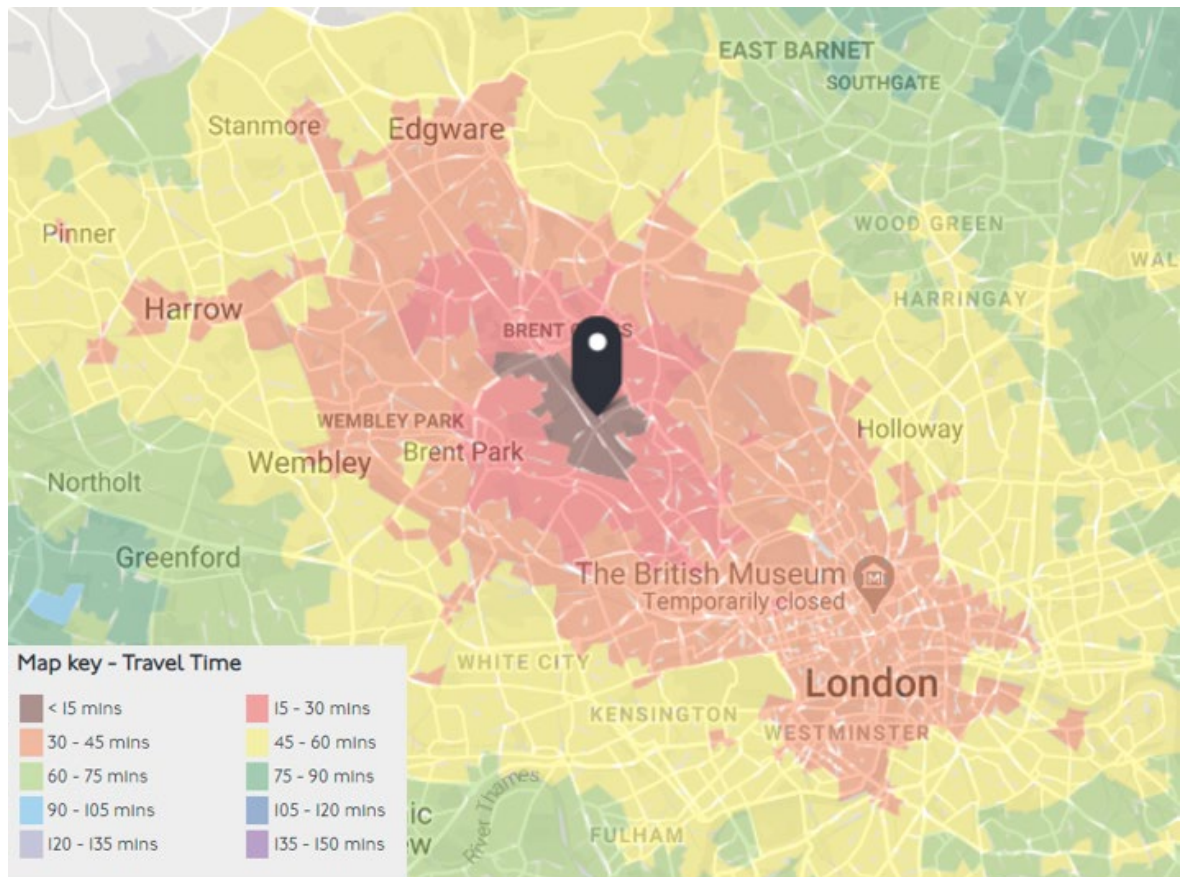 EAST BARNET
SOUTHGATE
Stanmore
Edgware
Pinner
WOOD GREEN
WAL
Harrow
HARRINGAY
BRENT
WEMBLEY PARK
Holloway
Wembley
Brent Park
Northolt
Greenford
The British Museum
Temporarily closed
M
WHITE CITY
London
KENSINGTON
WESTMINSTER
River Thames
FULHAM
ic
ew
Map key - Travel Time
< 15 mins
15 - 30 mins
30 - 45 mins
45 - 60 mins
60 - 75 mins
75 - 90 mins
90 - 105 mins
105 - 120 mins
120 - 135 mins
135 - 150 mins